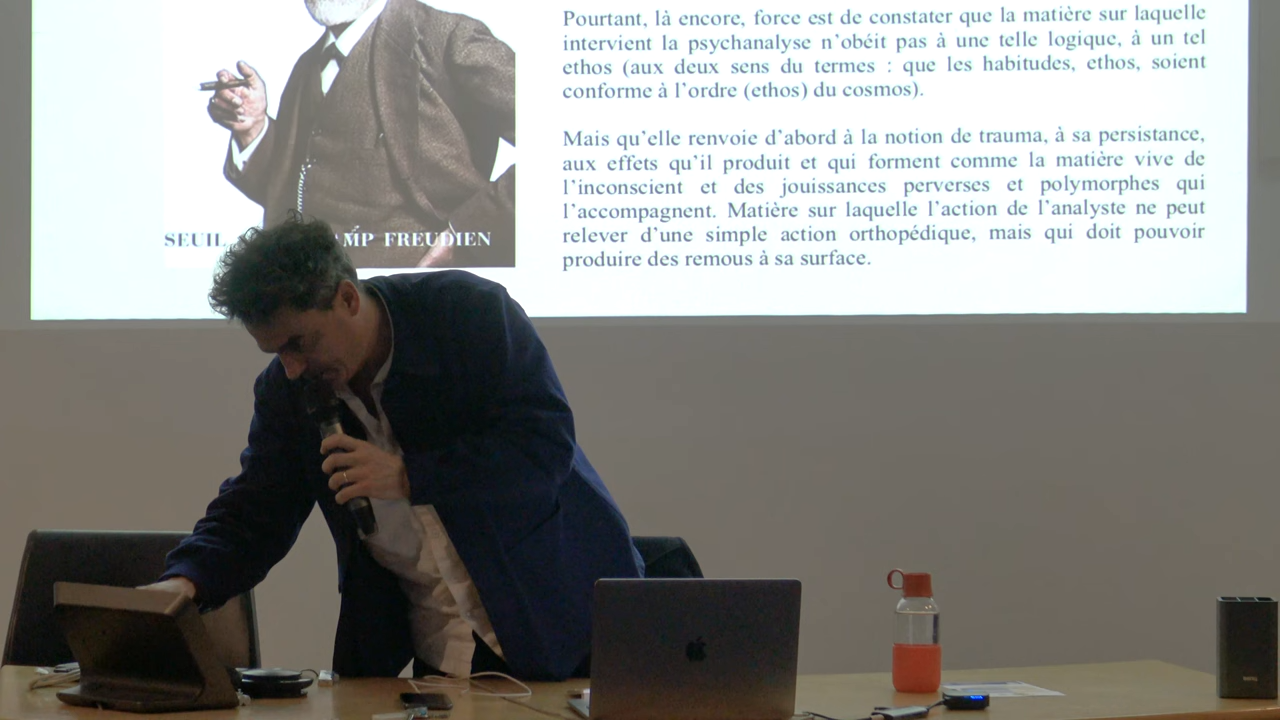 Pourtant, là encore, force est de constater que la matière sur laquelle
intervient la psychanalyse n'obéit pas à une telle logique, à un tel
ethos (aux deux sens du termes : que les habitudes, ethos, soient
conforme à l'ordre (ethos) du cosmos).
Mais qu'elle renvoie d'abord à la notion de trauma, à sa persistance,
aux effets qu'il produit et qui forment comme la matière vive de
l'inconscient et des jouissances perverses et polymorphes qui
l'accompagnent. Matière sur laquelle l'action de l'analyste ne peut
relever d'une simple action orthopédique, mais qui doit pouvoir
produire des remous à sa surface.
SEUIL FREUDIEN